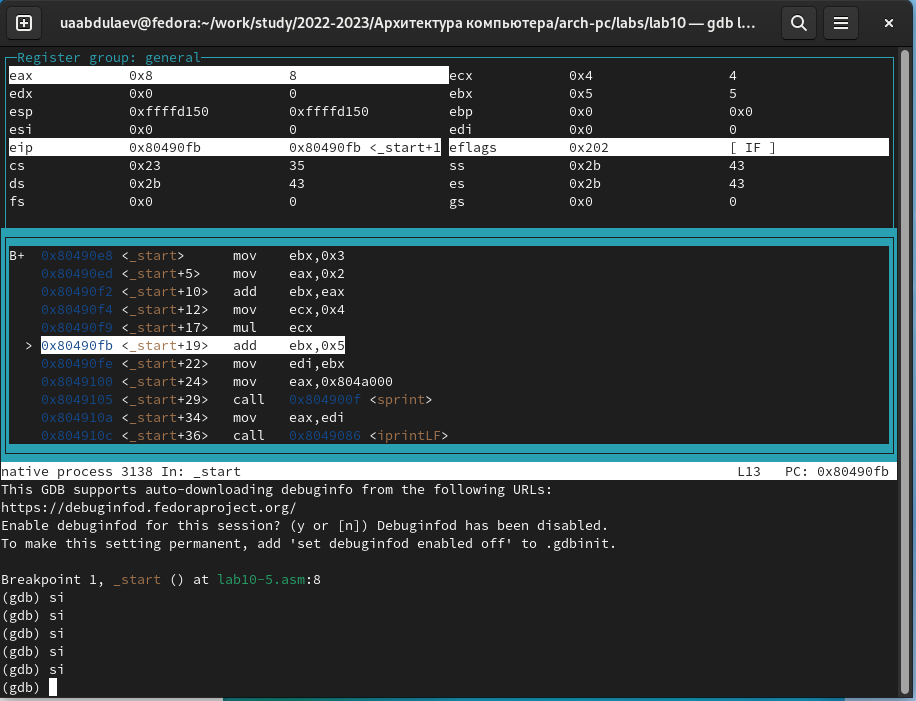 uaabdulaev@fedora:~/work/study/2022-2023/Архитектура компьютера/arch-pc/labs/lab10 — gdb l...
Register group: general
eax 0x8 8 ecx 0x4 4
edx 0x0 0 ebx 0x5 5
esp 0xffffd150 0xffffd150 ebp 0x0 0x0
esi 0x0 0 edi 0x0 0
eip 0x80490fb 0x80490fb <_start+1 eflags 0x202 [ IF ]
cs 0x23 35 ss 0x2b 43
ds 0x2b 43 es 0x2b 43
fs 0x0 0 gs 0x0 0
B+ 0x80490e8 <_start> mov ebx,0x3
0x80490ed <_start+5> mov eax,0x2
0x80490f2 <_start+10> add ebx,eax
0x80490f4 <_start+12> mov ecx,0x4
0x80490f9 <_start+17> mul ecx
> 0x80490fb <_start+19> add ebx,0x5
0x80490fe <_start+22> mov edi,ebx
0x8049100 <_start+24> mov eax,0x804a000
0x8049105 <_start+29> call 0x804900f <sprint>
0x804910a <_start+34> mov eax,edi
0x804910c <_start+36> call 0x8049086 <iprintLF>
native process 3138 In: _start L13 PC: 0x80490fb
This GDB supports auto-downloading debuginfo from the following URLs:
https://debuginfod.fedoraproject.org/
Enable debuginfod for this session? (y or [n]) Debuginfod has been disabled.
To make this setting permanent, add 'set debuginfod enabled off' to .gdbinit.
Breakpoint 1, _start () at lab10-5.asm:8
(gdb) si
(gdb) si
(gdb) si
(gdb) si
(gdb) si
(gdb)